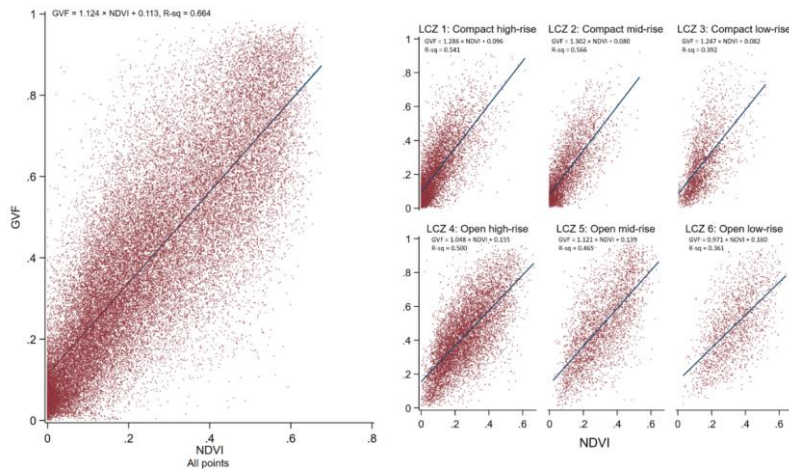 GVF = 1.124 × NDVI + 0.113, R-sq = 0.664
1
.8
.6
.4
.2
0
GVF
0 .2 .4 .6 .8
NDVI
All points
LCZ 1: Compact high-rise
GVF = 1.286 × NDVI + 0.096
R-sq = 0.541
LCZ 2: Compact mid-rise
GVF = 1.302 × NDVI + 0.080
R-sq = 0.566
LCZ 3: Compact low-rise
GVF = 1.247 × NDVI + 0.082
R-sq = 0.392
1
.8
.6
.4
.2
0
LCZ 4: Open high-rise
GVF = 1.048 × NDVI + 0.155
R-sq = 0.500
LCZ 5: Open mid-rise
GVF = 1.121 × NDVI + 0.139
R-sq = 0.465
LCZ 6: Open low-rise
GVF = 0.971 × NDVI + 0.160
R-sq = 0.361
1
.8
.6
.4
.2
0
0 .2 .4 .6
0 .2 .4 .6
0 .2 .4 .6
NDVI